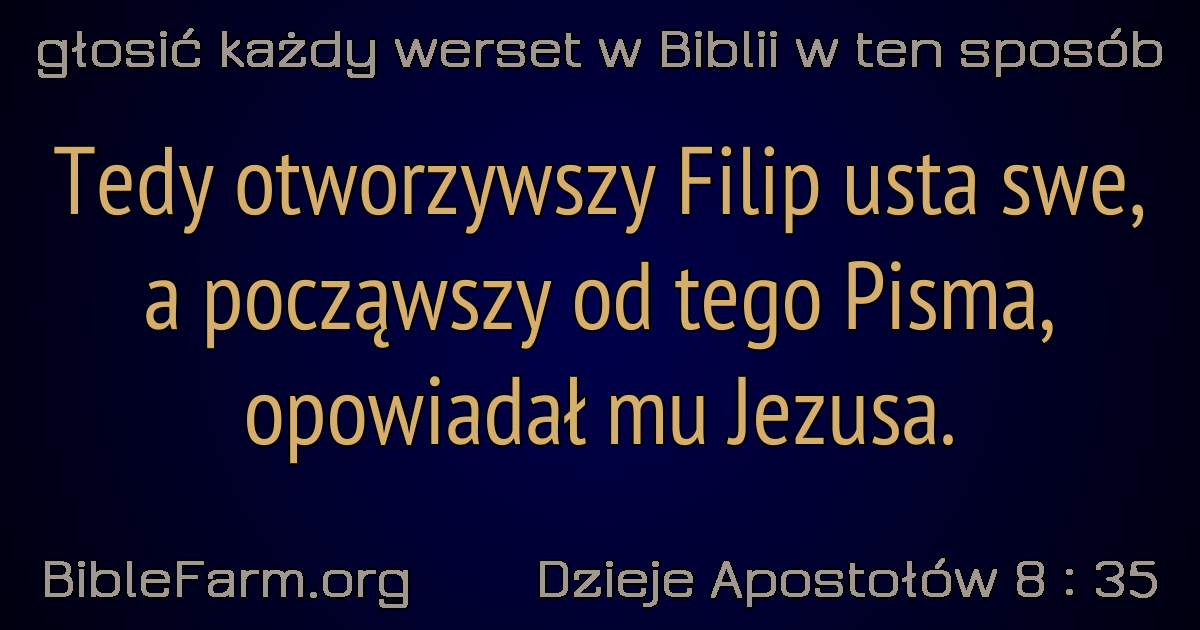 głosić każdy werset w Biblii w ten sposób
Tedy otworzywszy Filip usta swe,
a począwszy od tego Pisma,
opowiadał mu Jezusa.
BibleFarm.org Dzieje Apostołów 8 : 35